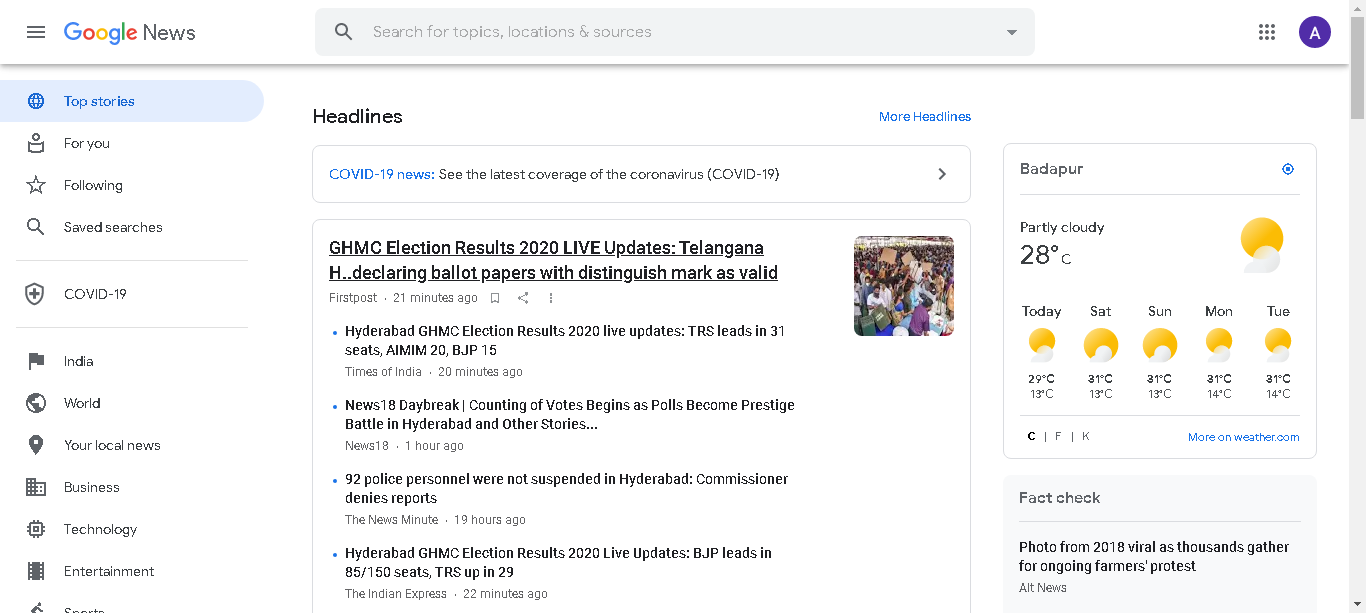 Google News
Search for topics, locations & sources
A
Top stories
For you
Following
Saved searches
COVID-19
India
World
Your local news
Business
Technology
Entertainment
Sports
Headlines
More Headlines
COVID-19 news: See the latest coverage of the coronavirus (COVID-19)
GHMC Election Results 2020 LIVE Updates: Telangana
H..declaring ballot papers with distinguish mark as valid
Firstpost · 21 minutes ago
Hyderabad GHMC Election Results 2020 live updates: TRS leads in 31
seats, AIMIM 20, BJP 15
Times of India · 20 minutes ago
News18 Daybreak | Counting of Votes Begins as Polls Become Prestige
Battle in Hyderabad and Other Stories...
News18 · 1 hour ago
92 police personnel were not suspended in Hyderabad: Commissioner
denies reports
The News Minute · 19 hours ago
Hyderabad GHMC Election Results 2020 Live Updates: BJP leads in
85/150 seats, TRS up in 29
The Indian Express · 22 minutes ago
Badapur
Partly cloudy
28°C
Today Sat Sun Mon Tue
29°C 31°C 31°C 31°C 31°C
13°C 13°C 13°C 14°C 14°C
C | F | K
More on weather.com
Fact check
Photo from 2018 viral as thousands gather
for ongoing farmers' protest
Alt News